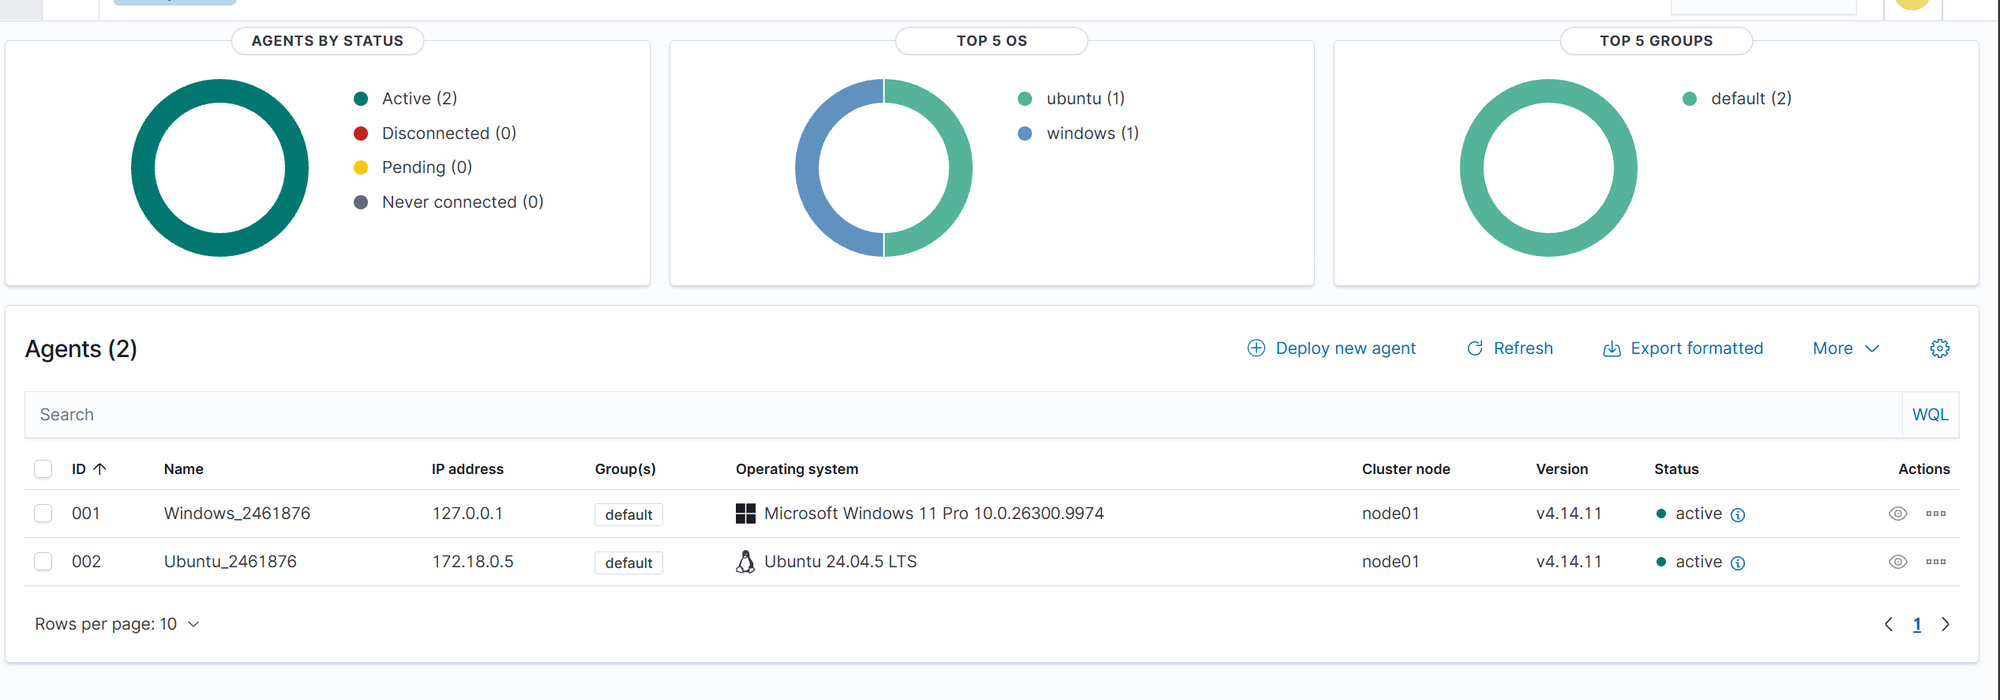 AGENTS BY STATUS
Active (2)
Disconnected (0)
Pending (0)
Never connected (0)
TOP 5 OS
ubuntu (1)
windows (1)
TOP 5 GROUPS
default (2)
Agents (2)
Deploy new agent Refresh Export formatted More
Search WQL
ID Name IP address Group(s) Operating system Cluster node Version Status Actions
001 Windows_2461876 127.0.0.1 default Microsoft Windows 11 Pro 10.0.26300.9974 node01 v4.14.11 active
002 Ubuntu_2461876 172.18.0.5 default Ubuntu 24.04.5 LTS node01 v4.14.11 active
Rows per page: 10 1